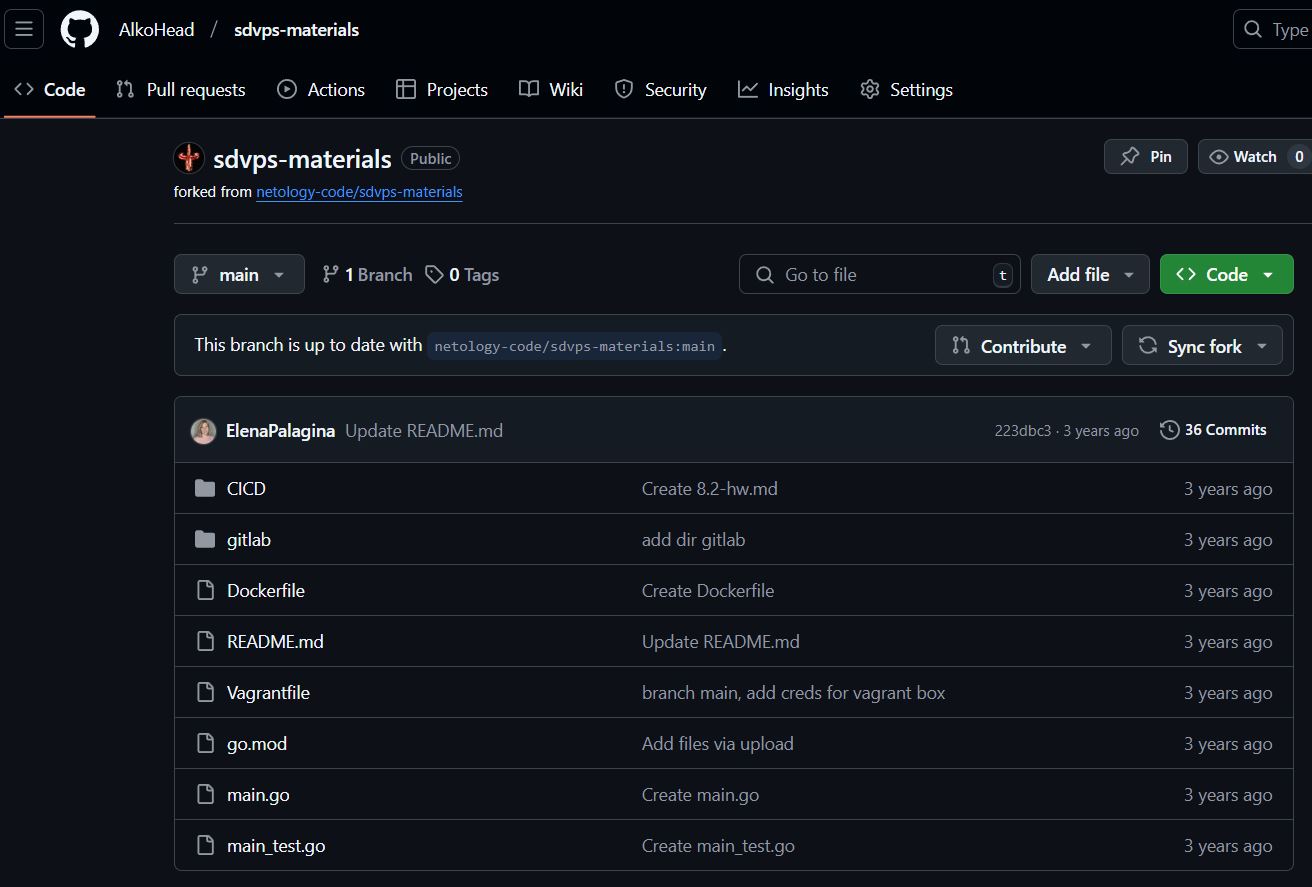 AlkoHead / sdvps-materials Type
Code Pull requests Actions Projects Wiki Security Insights Settings
sdvps-materials Public Pin Watch 0
forked from netology-code/sdvps-materials
main 1 Branch 0 Tags Go to file t Add file Code
This branch is up to date with netology-code/sdvps-materials:main . Contribute Sync fork
ElenaPalagina Update README.md 223dbc3 · 3 years ago 36 Commits
CICD Create 8.2-hw.md 3 years ago
gitlab add dir gitlab 3 years ago
Dockerfile Create Dockerfile 3 years ago
README.md Update README.md 3 years ago
Vagrantfile branch main, add creds for vagrant box 3 years ago
go.mod Add files via upload 3 years ago
main.go Create main.go 3 years ago
main_test.go Create main_test.go 3 years ago